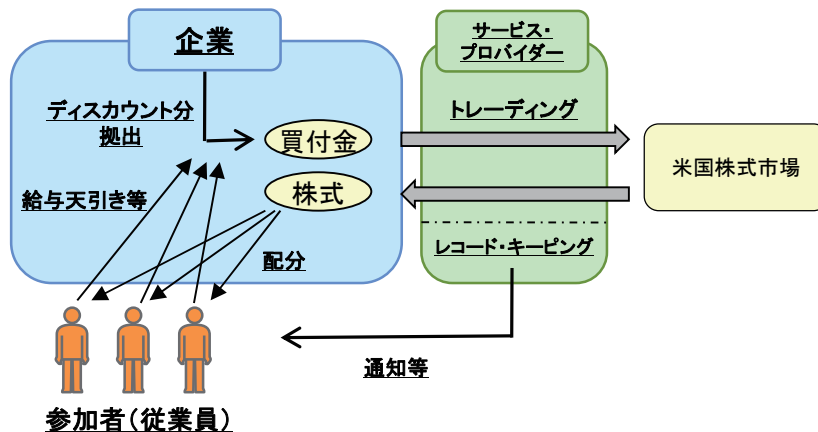 企業
サービス・
プロバイダー
ディスカウント分
拠出
買付金
トレーディング
米国株式市場
株式
給与天引き等
配分
レコード・キーピング
通知等
参加者(従業員)